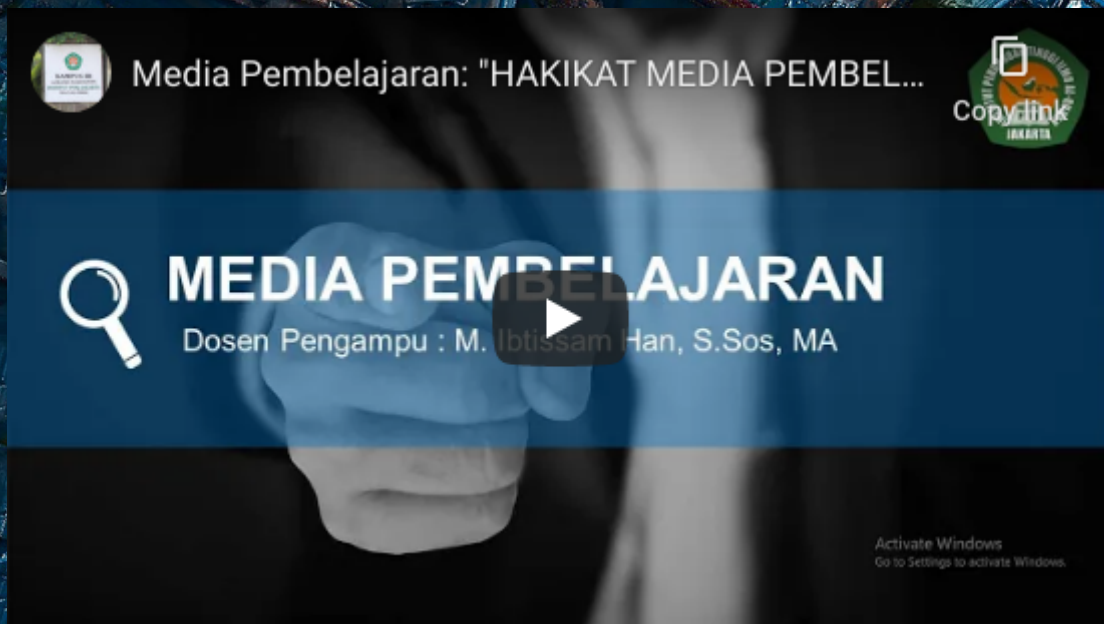 Media Pembelajaran: "HAKIKAT MEDIA PEMBEL...
Copy link
JAKARTA
MEDIA PEMBELAJARAN
Dosen Pengampu : M. Ibtissam Han, S.Sos, MA
Activate Windows
Go to Settings to activate Windows.